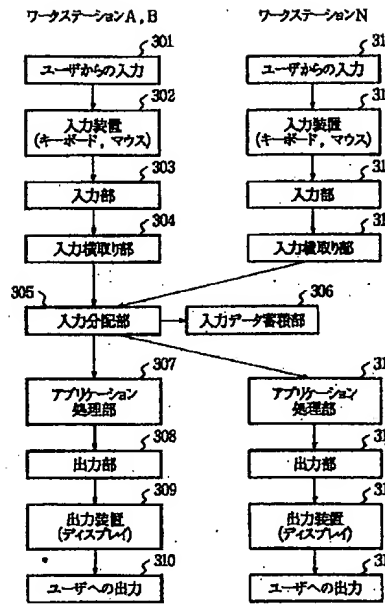 ワークステーションA,B
301
ユーザからの入力
302
入力装置
(キーボード,マウス)
303
入力部
304
入力横取り部
305
入力分配部
306
入力データ蓄積部
307
アプリケーション
処理部
308
出力部
309
出力装置
(ディスプレイ)
310
ユーザへの出力
ワークステーションN
31
ユーザからの入力
31
入力装置
(キーボード,マウス)
31
入力部
31
入力横取り部
31
アプリケーション
処理部
31
出力部
31
出力装置
(ディスプレイ)
31
ユーザへの出力